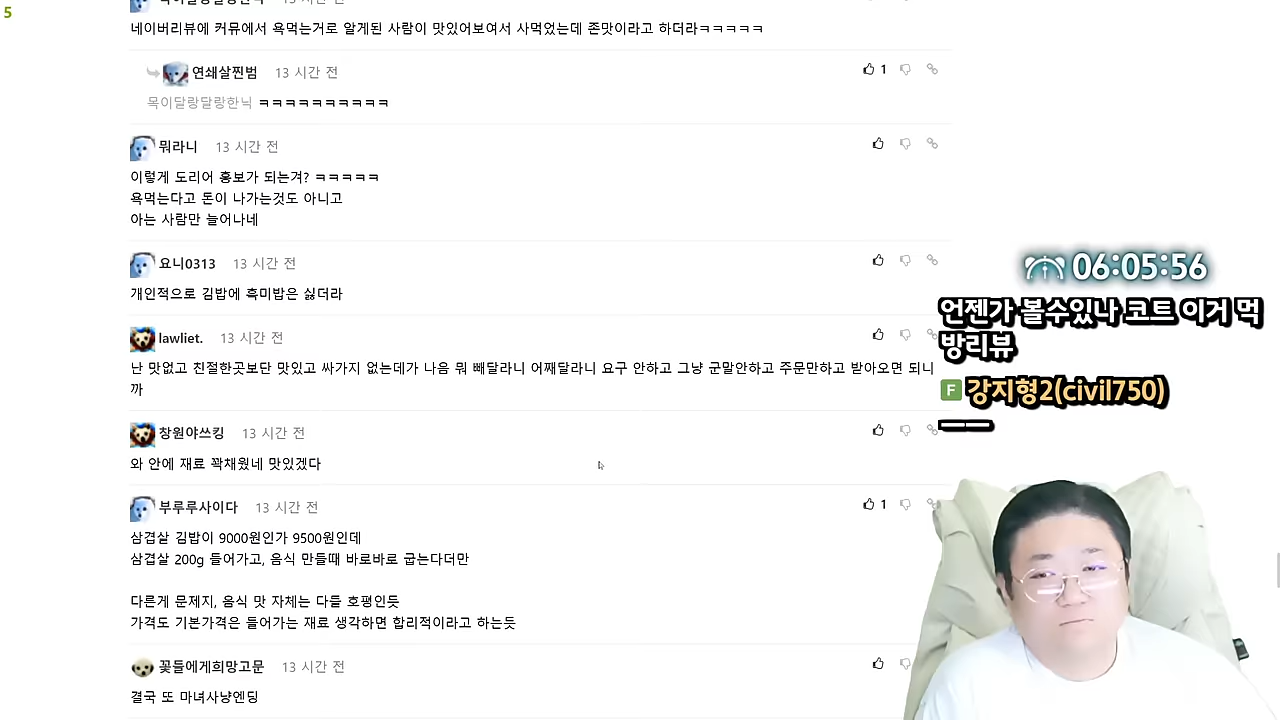 5
네이버리뷰에 커뮤에서 욕먹는거로 알게된 사람이 맛있어보여서 사먹었는데 존맛이라고 하더라ㅋㅋㅋㅋㅋ
연쇄살찐범 13 시간 전 1
목이달랑달랑한닉 ㅋㅋㅋㅋㅋㅋㅋㅋㅋㅋ
뭐라니 13 시간 전
이렇게 도리어 홍보가 되는겨? ㅋㅋㅋㅋㅋ
욕먹는다고 돈이 나가는것도 아니고
아는 사람만 늘어나네
요니0313 13 시간 전
개인적으로 김밥에 흑미밥은 싫더라
lawliet. 13 시간 전
난 맛없고 친절한곳보단 맛있고 싸가지 없는데가 나음 뭐 빼달라니 어째달라니 요구 안하고 그냥 군말안하고 주문만하고 받아오면 되니
까
창원야쓰킹 13 시간 전
와 안에 재료 꽉채웠네 맛있겠다
부루루사이다 13 시간 전 1
삼겹살 김밥이 9000원인가 9500원인데
삼겹살 200g 들어가고, 음식 만들때 바로바로 굽는다더만
다른게 문제지, 음식 맛 자체는 다들 호평인듯
가격도 기본가격은 들어가는 재료 생각하면 합리적이라고 하는듯
꽃들에게희망고문 13 시간 전
결국 또 마녀사냥엔딩
06:05:56
언젠가 볼수있나 코트 이거 먹
방리뷰
F 강지형2(civil750)
ㅡㅡ